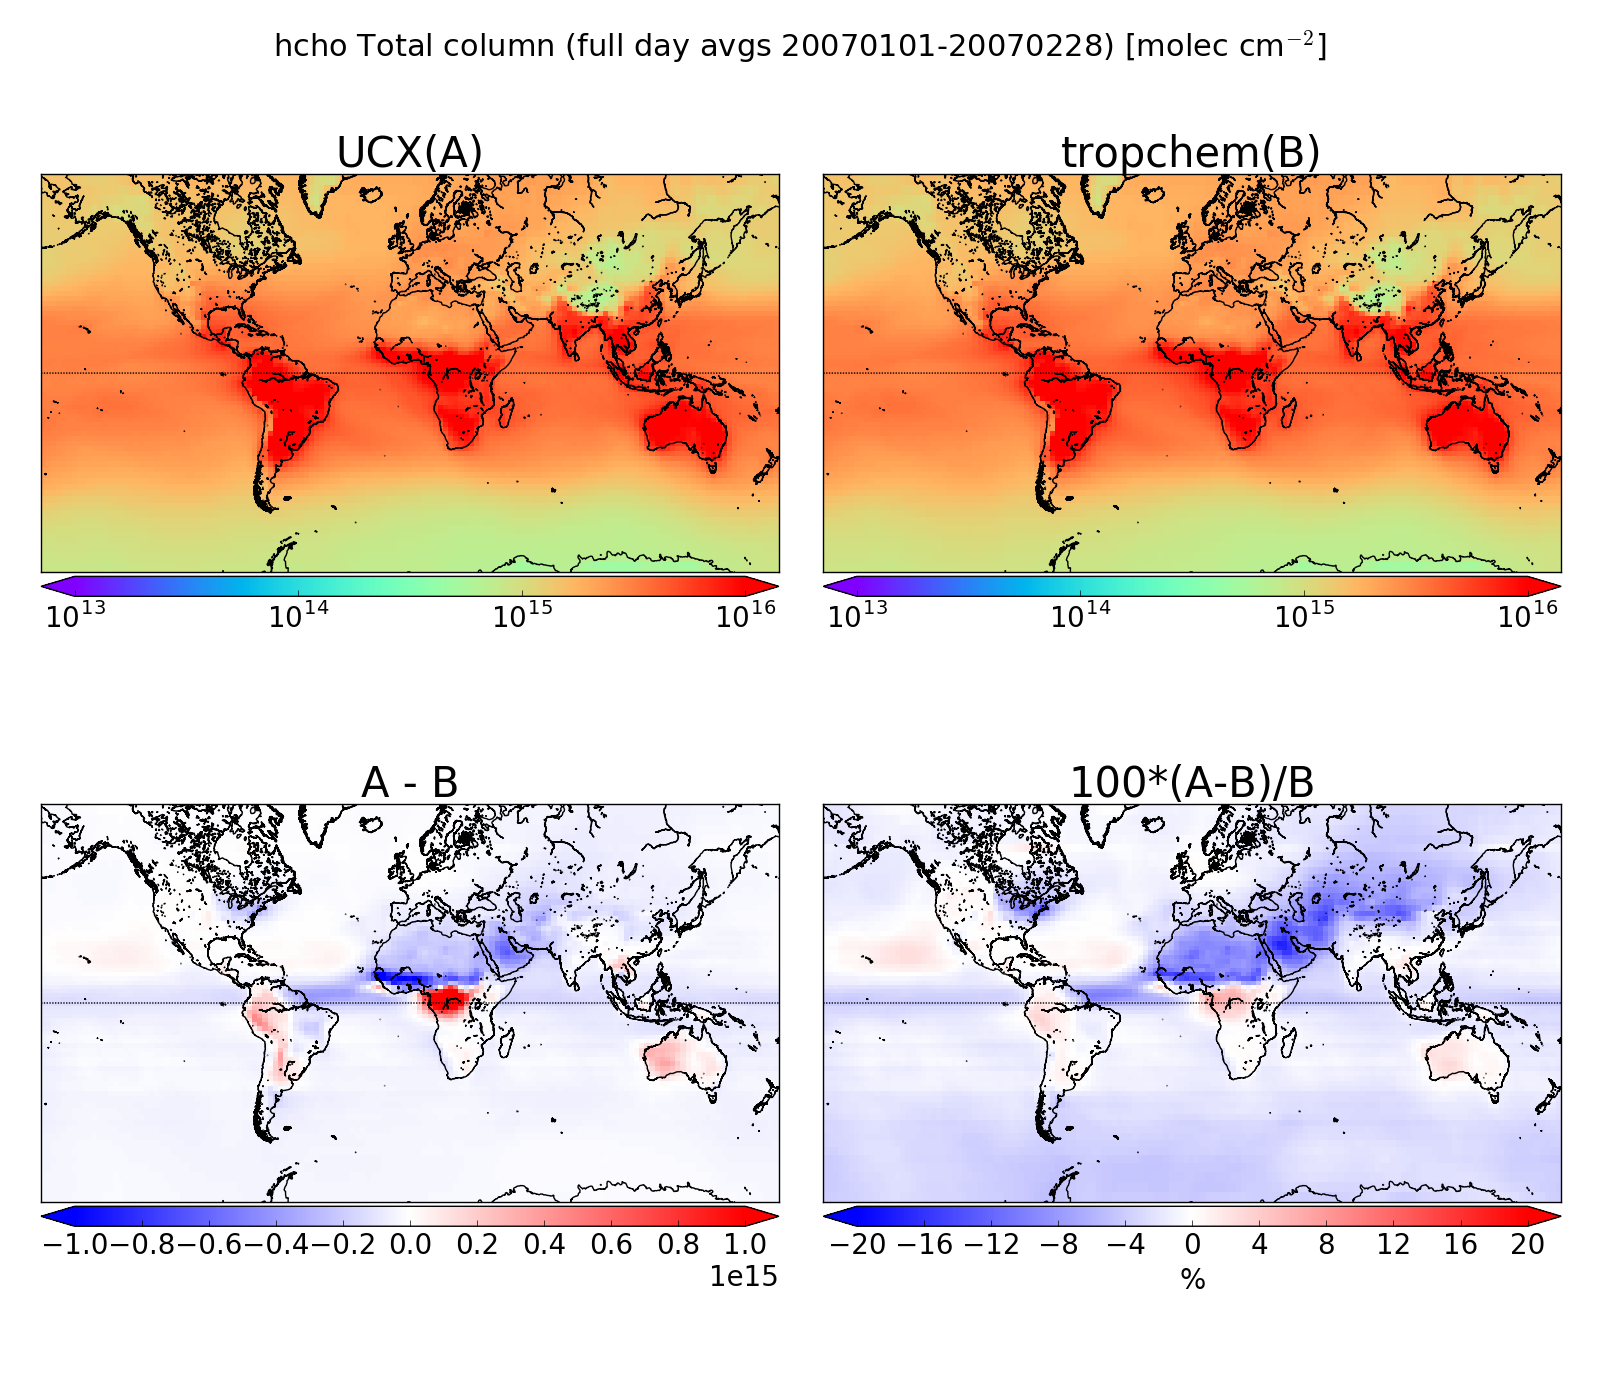 hcho Total column (full day avgs 20070101-20070228) [molec cm⁻²]
UCX(A)
tropchem(B)
10¹³ 10¹⁴ 10¹⁵ 10¹⁶
10¹³ 10¹⁴ 10¹⁵ 10¹⁶
A - B
100*(A-B)/B
−1.0 −0.8 −0.6 −0.4 −0.2 0.0 0.2 0.4 0.6 0.8 1.0
1e15
−20 −16 −12 −8 −4 0 4 8 12 16 20
%